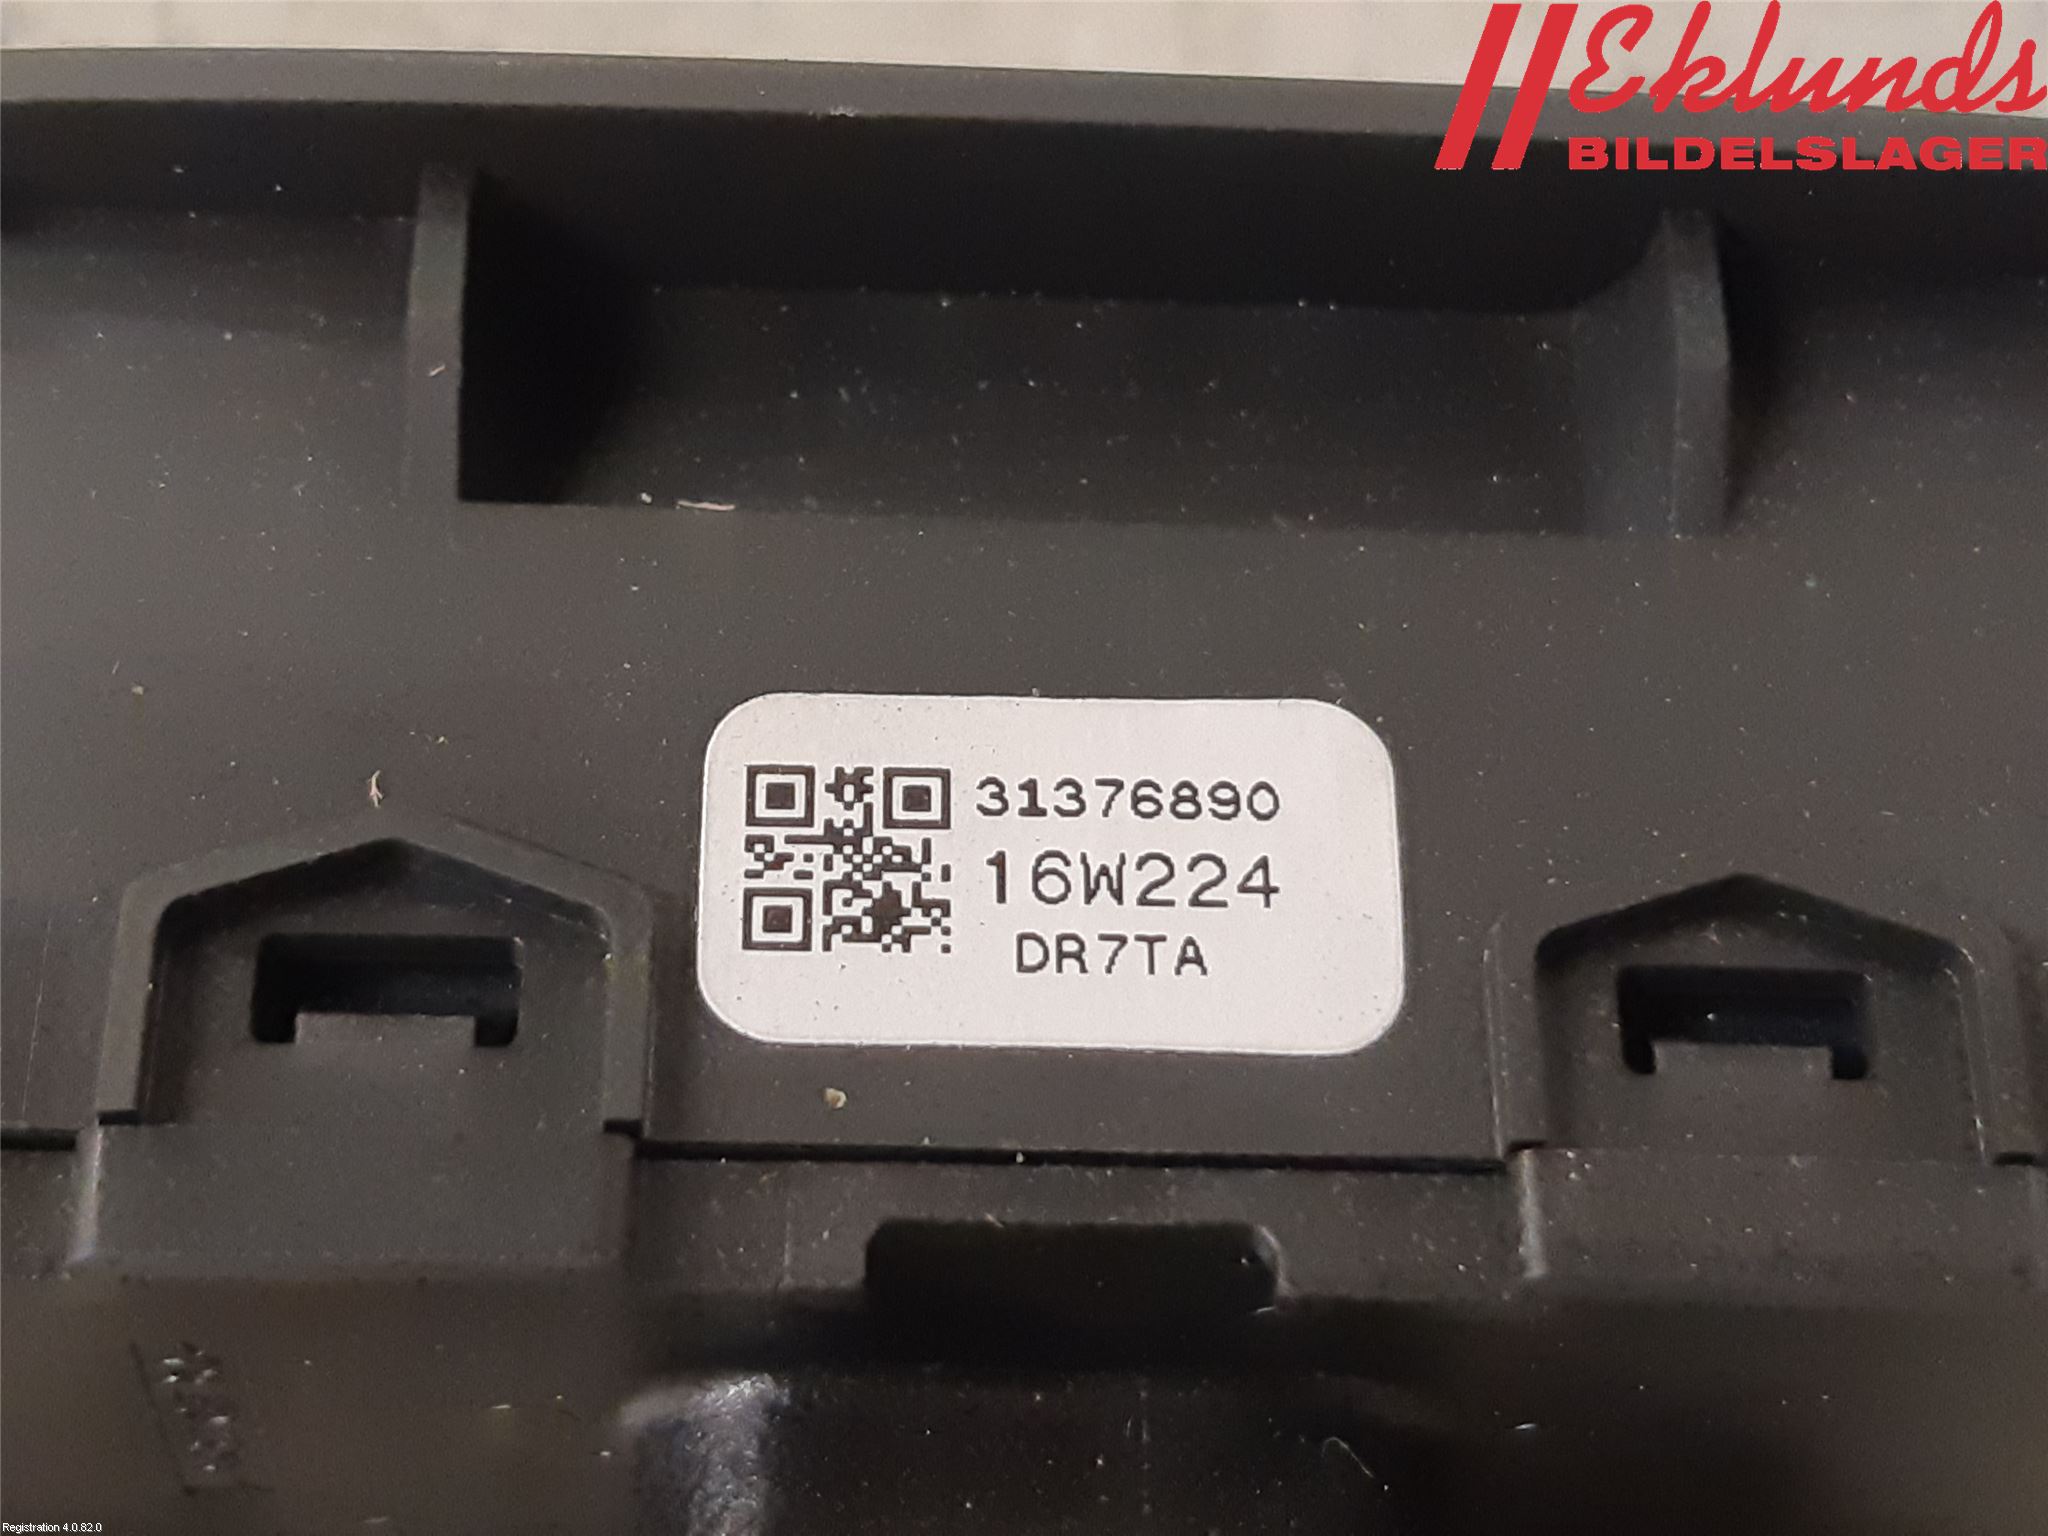 Eklunds
BILDELSLAGER
31376890
16W224
DR7TA
Registration 4.0.82.0